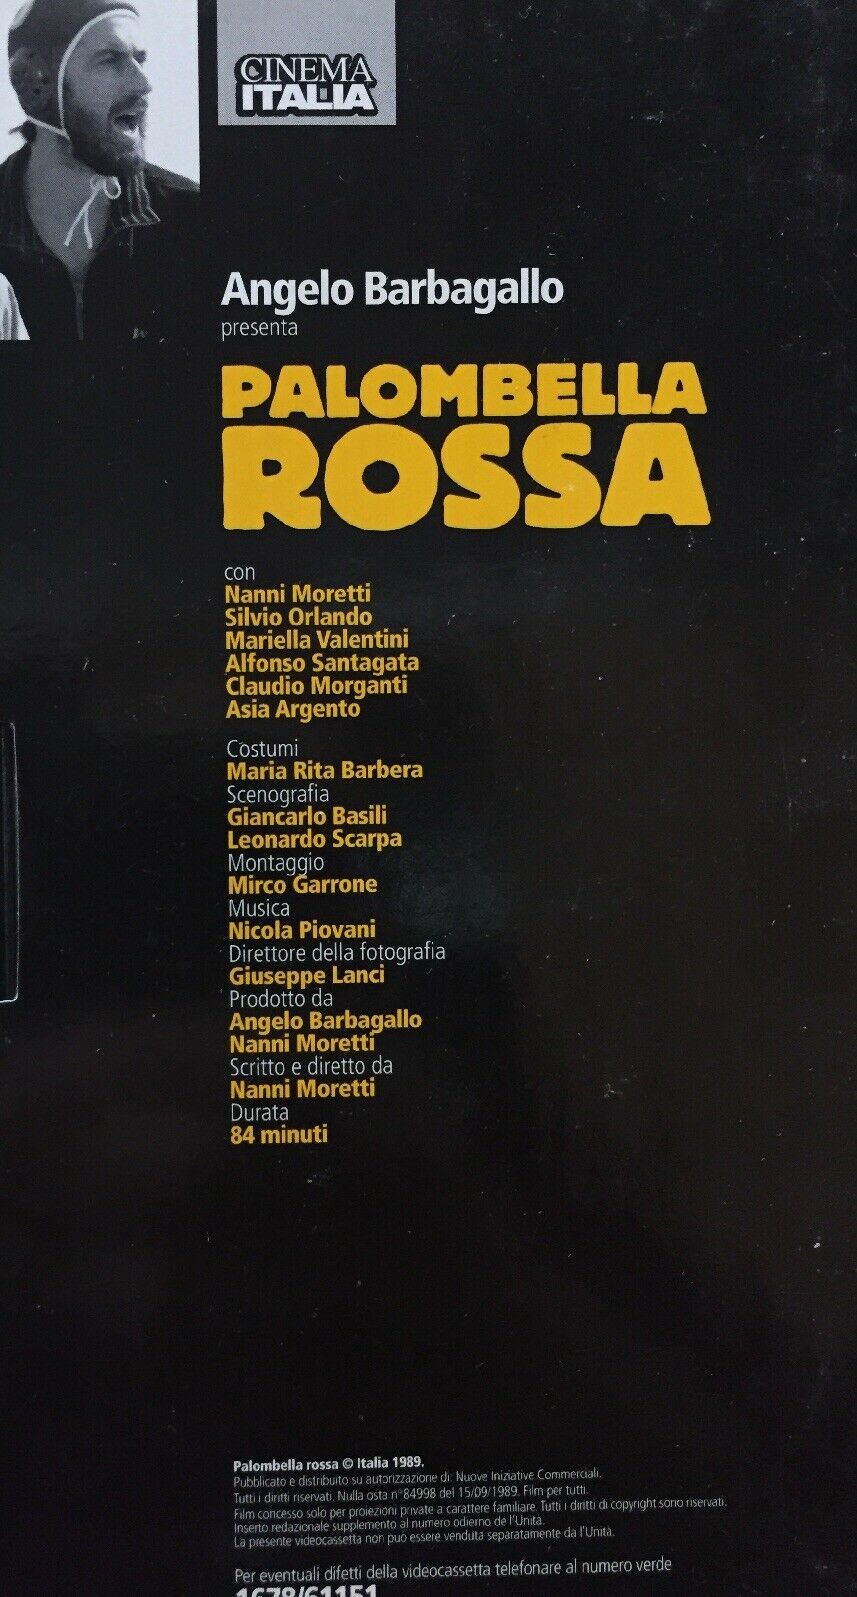 CINEMA
ITALIA
Angelo Barbagallo
presenta
PALOMBELLA
ROSSA
con
Nanni Moretti
Silvio Orlando
Mariella Valentini
Alfonso Santagata
Claudio Morganti
Asia Argento
Costumi
Maria Rita Barbera
Scenografia
Giancarlo Basili
Leonardo Scarpa
Montaggio
Mirco Garrone
Musica
Nicola Piovani
Direttore della fotografia
Giuseppe Lanci
Prodotto da
Angelo Barbagallo
Nanni Moretti
Scritto e diretto da
Nanni Moretti
Durata
84 minuti
Palombella rossa © Italia 1989.
Pubblicato e distribuito su autorizzazione di: Nuove Iniziative Commerciali.
Tutti i diritti riservati. Nulla osta n°84998 del 15/09/1989. Film per tutti.
Film concesso solo per proiezioni private a carattere familiare. Tutti i diritti di copyright sono riservati.
Inserto redazionale supplemento al numero odierno de l'Unità.
La presente videocassetta non può essere venduta separatamente da l'Unità.
Per eventuali difetti della videocassetta telefonare al numero verde
1678/61151